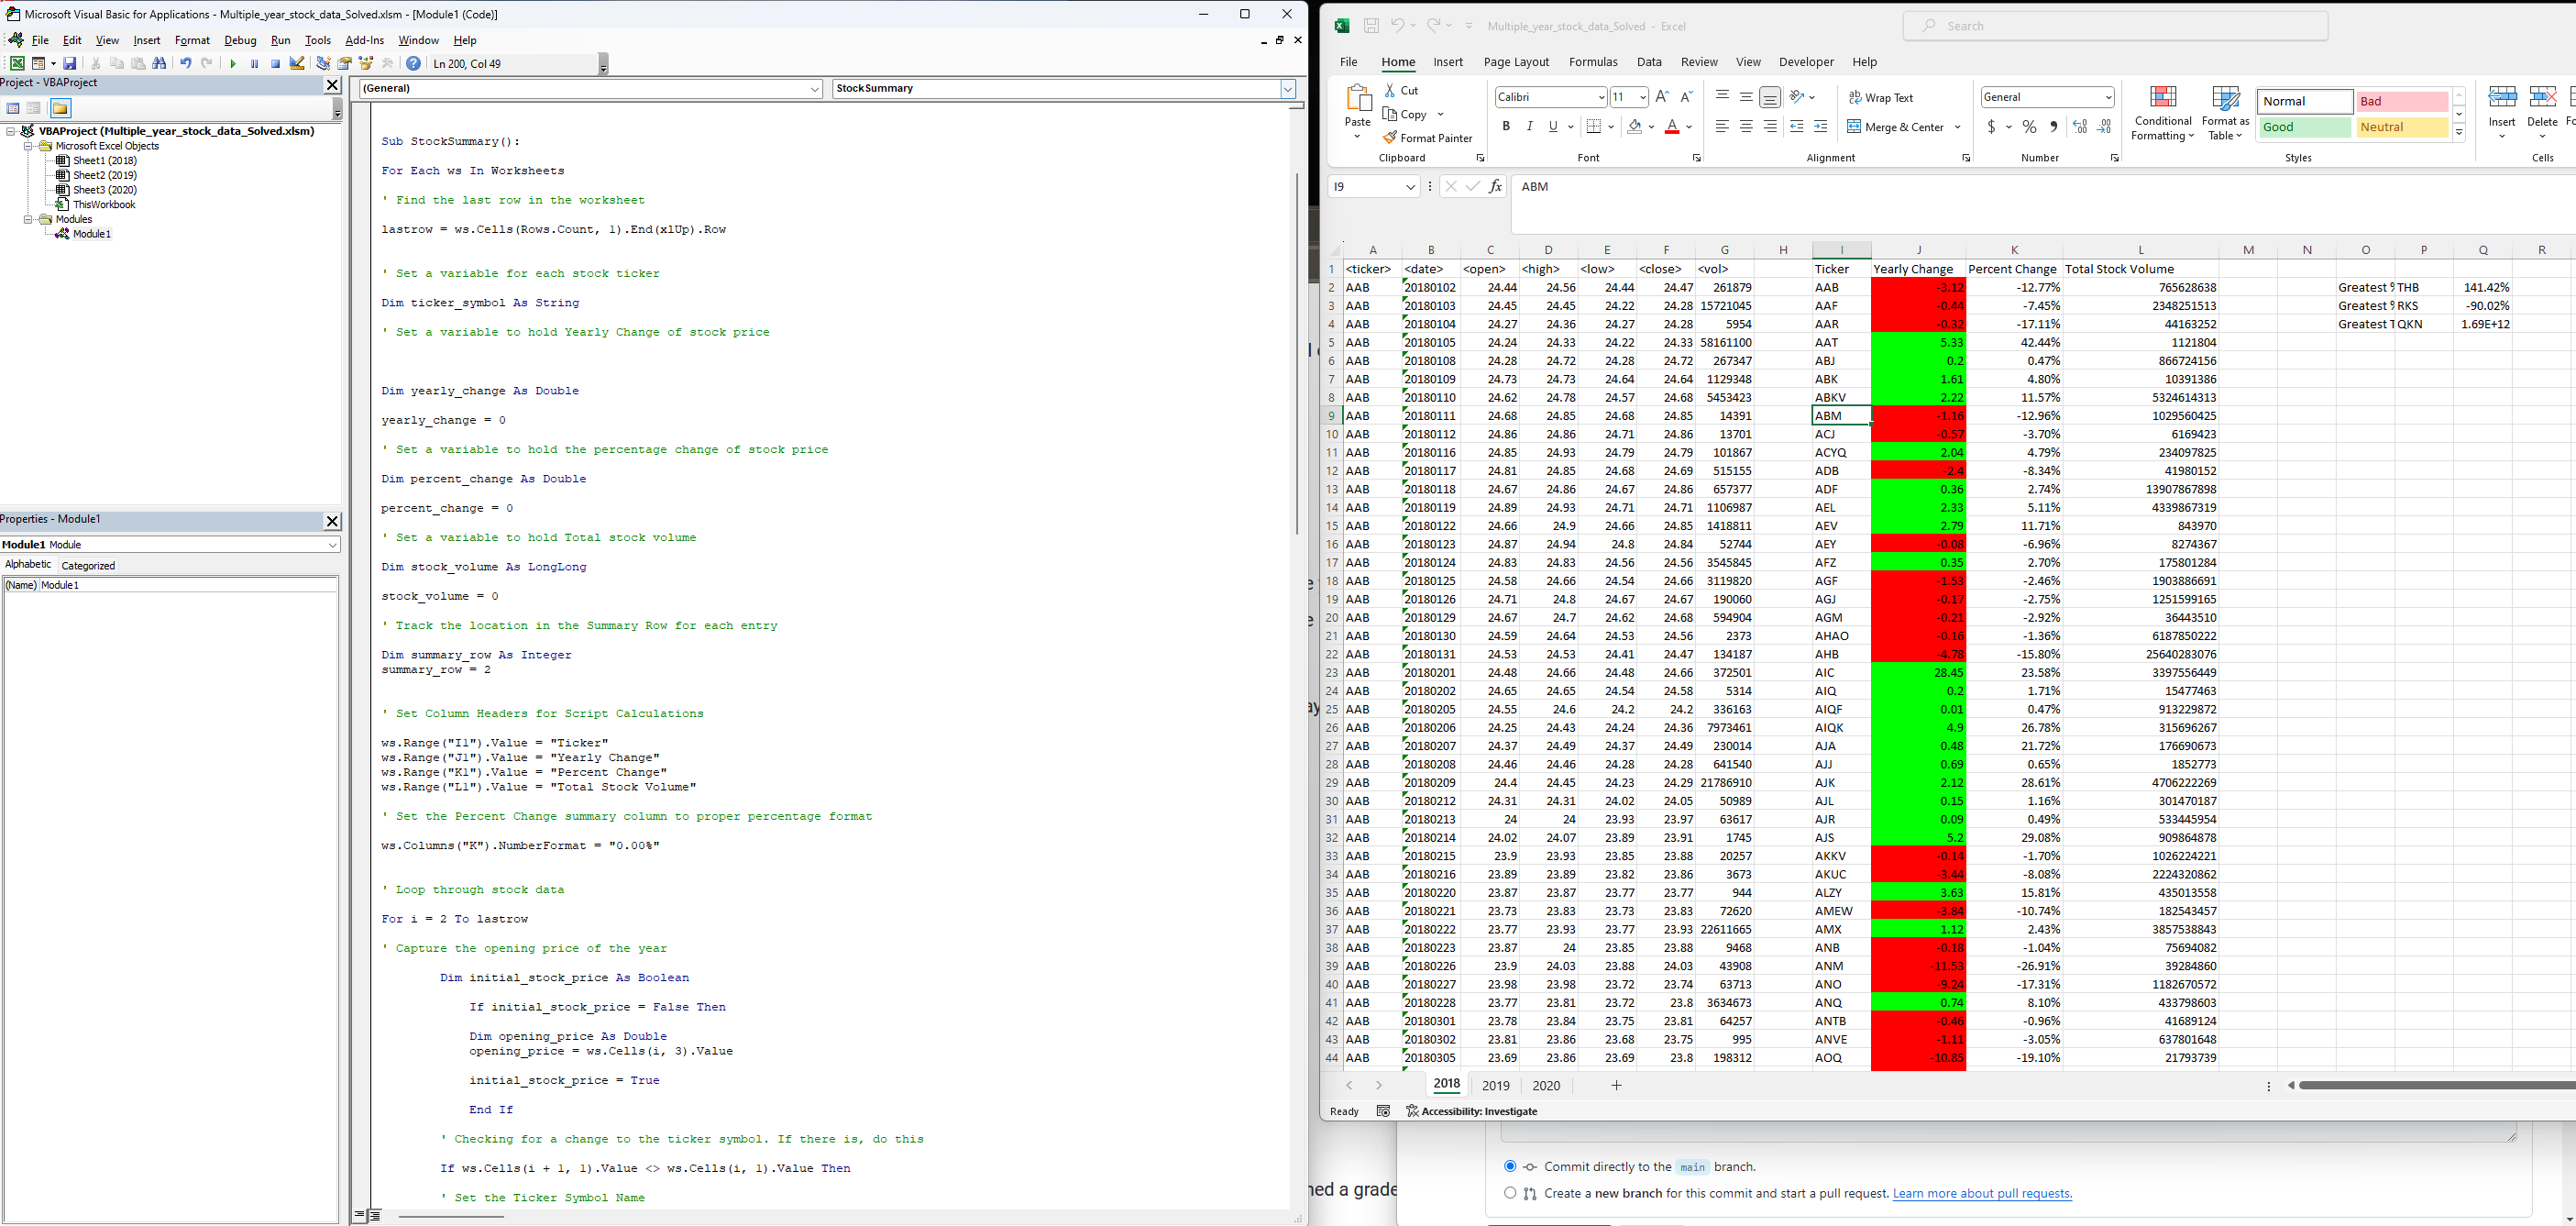 Microsoft Visual Basic for Applications - Multiple_year_stock_data_Solved.xlsm - [Module1 (Code)]
File Edit View Insert Format Debug Run Tools Add-Ins Window Help
Ln 200, Col 49
Project - VBAProject
VBAProject (Multiple_year_stock_data_Solved.xlsm)
Microsoft Excel Objects
Sheet1 (2018)
Sheet2 (2019)
Sheet3 (2020)
ThisWorkbook
Modules
Module1
Properties - Module1
Module1 Module
Alphabetic Categorized
(Name) Module1
(General) StockSummary
Sub StockSummary():
For Each ws In Worksheets
' Find the last row in the worksheet
lastrow = ws.Cells(Rows.Count, 1).End(xlUp).Row
' Set a variable for each stock ticker
Dim ticker_symbol As String
' Set a variable to hold Yearly Change of stock price
Dim yearly_change As Double
yearly_change = 0
' Set a variable to hold the percentage change of stock price
Dim percent_change As Double
percent_change = 0
' Set a variable to hold Total stock volume
Dim stock_volume As LongLong
stock_volume = 0
' Track the location in the Summary Row for each entry
Dim summary_row As Integer
summary_row = 2
' Set Column Headers for Script Calculations
ws.Range("I1").Value = "Ticker"
ws.Range("J1").Value = "Yearly Change"
ws.Range("K1").Value = "Percent Change"
ws.Range("L1").Value = "Total Stock Volume"
' Set the Percent Change summary column to proper percentage format
ws.Columns("K").NumberFormat = "0.00%"
' Loop through stock data
For i = 2 To lastrow
' Capture the opening price of the year
Dim initial_stock_price As Boolean
If initial_stock_price = False Then
Dim opening_price As Double
opening_price = ws.Cells(i, 3).Value
initial_stock_price = True
End If
' Checking for a change to the ticker symbol. If there is, do this
If ws.Cells(i + 1, 1).Value <> ws.Cells(i, 1).Value Then
' Set the Ticker Symbol Name
Multiple_year_stock_data_Solved - Excel
Search
File Home Insert Page Layout Formulas Data Review View Developer Help
Paste Cut Copy Format Painter
Calibri 11
B I U
Wrap Text
Merge & Center
General
$ %
Conditional Formatting Format as Table
Normal Bad
Good Neutral
Insert Delete
Clipboard Font Alignment Number Styles Cells
I9 fx ABM
A B C D E F G H I J K L M N O P Q R
1 <ticker> <date> <open> <high> <low> <close> <vol> Ticker Yearly Change Percent Change Total Stock Volume
2 AAB 20180102 24.44 24.56 24.44 24.47 261879 AAB -3.12 -12.77% 765628638 Greatest % THB 141.42%
3 AAB 20180103 24.45 24.45 24.22 24.28 15721045 AAF -0.44 -7.45% 2348251513 Greatest % RKS -90.02%
4 AAB 20180104 24.27 24.36 24.27 24.28 5954 AAR -0.32 -17.11% 44163252 Greatest T QKN 1.69E+12
5 AAB 20180105 24.24 24.33 24.22 24.33 58161100 AAT 5.33 42.44% 1121804
6 AAB 20180108 24.28 24.72 24.28 24.72 267347 ABJ 0.2 0.47% 866724156
7 AAB 20180109 24.73 24.73 24.64 24.64 1129348 ABK 1.61 4.80% 10391386
8 AAB 20180110 24.62 24.78 24.57 24.68 5453423 ABKV 2.22 11.57% 5324614313
9 AAB 20180111 24.68 24.85 24.68 24.85 14391 ABM -1.16 -12.96% 1029560425
10 AAB 20180112 24.86 24.86 24.71 24.86 13701 ACJ -0.57 -3.70% 6169423
11 AAB 20180116 24.85 24.93 24.79 24.79 101867 ACYQ 2.04 4.79% 234097825
12 AAB 20180117 24.81 24.85 24.68 24.69 515155 ADB -2.4 -8.34% 41980152
13 AAB 20180118 24.67 24.86 24.67 24.86 657377 ADF 0.36 2.74% 13907867898
14 AAB 20180119 24.89 24.93 24.71 24.71 1106987 AEL 2.33 5.11% 4339867319
15 AAB 20180122 24.66 24.9 24.66 24.85 1418811 AEV 2.79 11.71% 843970
16 AAB 20180123 24.87 24.94 24.8 24.84 52744 AEY -0.08 -6.96% 8274367
17 AAB 20180124 24.83 24.83 24.56 24.56 3545845 AFZ 0.35 2.70% 175801284
18 AAB 20180125 24.58 24.66 24.54 24.66 3119820 AGF -1.53 -2.46% 1903886691
19 AAB 20180126 24.71 24.8 24.67 24.67 190060 AGJ -0.17 -2.75% 1251599165
20 AAB 20180129 24.67 24.7 24.62 24.68 594904 AGM -0.21 -2.92% 36443510
21 AAB 20180130 24.59 24.64 24.53 24.56 2373 AHAO -0.16 -1.36% 6187850222
22 AAB 20180131 24.53 24.53 24.41 24.47 134187 AHB -4.78 -15.80% 25640283076
23 AAB 20180201 24.48 24.66 24.48 24.66 372501 AIC 28.45 23.58% 3397556449
24 AAB 20180202 24.65 24.65 24.54 24.58 5314 AIQ 0.2 1.71% 15477463
25 AAB 20180205 24.55 24.6 24.2 24.2 336163 AIQF 0.01 0.47% 913229872
26 AAB 20180206 24.25 24.43 24.24 24.36 7973461 AIQK 4.9 26.78% 315696267
27 AAB 20180207 24.37 24.49 24.37 24.49 230014 AJA 0.48 21.72% 176690673
28 AAB 20180208 24.46 24.46 24.28 24.28 641540 AJJ 0.69 0.65% 1852773
29 AAB 20180209 24.4 24.45 24.23 24.29 21786910 AJK 2.12 28.61% 4706222269
30 AAB 20180212 24.31 24.31 24.02 24.05 50989 AJL 0.15 1.16% 301470187
31 AAB 20180213 24 24 23.93 23.97 63617 AJR 0.09 0.49% 533445954
32 AAB 20180214 24.02 24.07 23.89 23.91 1745 AJS 5.2 29.08% 909864878
33 AAB 20180215 23.9 23.93 23.85 23.88 20257 AKKV -0.14 -1.70% 1026224221
34 AAB 20180216 23.89 23.89 23.82 23.86 3673 AKUC -3.44 -8.08% 2224320862
35 AAB 20180220 23.87 23.87 23.77 23.77 944 ALZY 3.63 15.81% 435013558
36 AAB 20180221 23.73 23.83 23.73 23.83 72620 AMEW -3.84 -10.74% 182543457
37 AAB 20180222 23.77 23.93 23.77 23.93 22611665 AMX 1.12 2.43% 3857538843
38 AAB 20180223 23.87 24 23.85 23.88 9468 ANB -0.18 -1.04% 75694082
39 AAB 20180226 23.9 24.03 23.88 24.03 43908 ANM -11.53 -26.91% 39284860
40 AAB 20180227 23.98 23.98 23.72 23.74 63713 ANO -9.24 -17.31% 1182670572
41 AAB 20180228 23.77 23.81 23.72 23.8 3634673 ANQ 0.74 8.10% 433798603
42 AAB 20180301 23.78 23.84 23.75 23.81 64257 ANTB -0.46 -0.96% 41689124
43 AAB 20180302 23.81 23.86 23.68 23.75 995 ANVE -1.11 -3.05% 637801648
44 AAB 20180305 23.69 23.86 23.69 23.8 198312 AOQ -10.85 -19.10% 21793739
2018 2019 2020
Ready Accessibility: Investigate
Commit directly to the main branch.
ned a grade
Create a new branch for this commit and start a pull request. Learn more about pull requests.